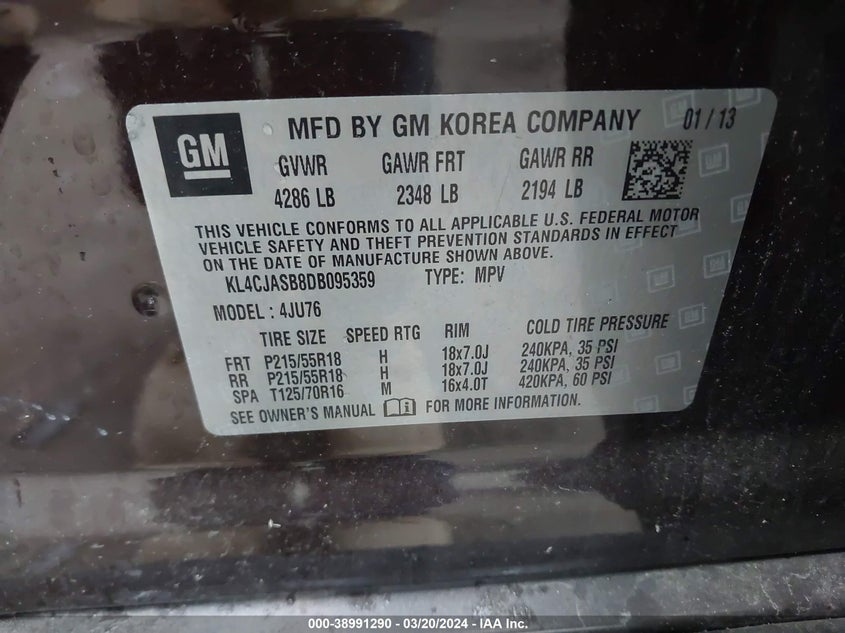 GM
MFD BY GM KOREA COMPANY 01 / 13
GVWR GAWR FRT GAWR RR
4286 LB 2348 LB 2194 LB
THIS VEHICLE CONFORMS TO ALL APPLICABLE U.S. FEDERAL MOTOR
VEHICLE SAFETY AND THEFT PREVENTION STANDARDS IN EFFECT
ON THE DATE OF MANUFACTURE SHOWN ABOVE.
KL4CJASB8DB095359 TYPE: MPV
MODEL : 4JU76
TIRE SIZE SPEED RTG RIM COLD TIRE PRESSURE
FRT P215/55R18 H 18x7.0J 240KPA, 35 PSI
RR P215/55R18 H 18x7.0J 240KPA, 35 PSI
SPA T125/70R16 M 16x4.0T 420KPA, 60 PSI
SEE OWNER'S MANUAL FOR MORE INFORMATION.
000-38991290 - 03/20/2024 - IAA Inc.